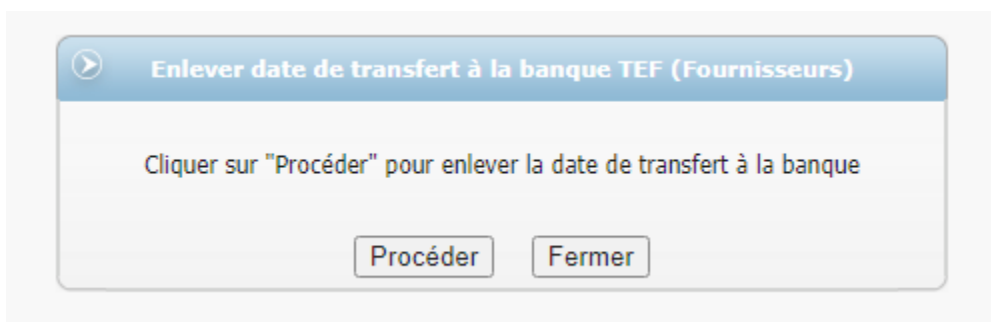 Enlever date de transfert à la banque TEF (Fournisseurs)
Cliquer sur "Procéder" pour enlever la date de transfert à la banque
Procéder Fermer